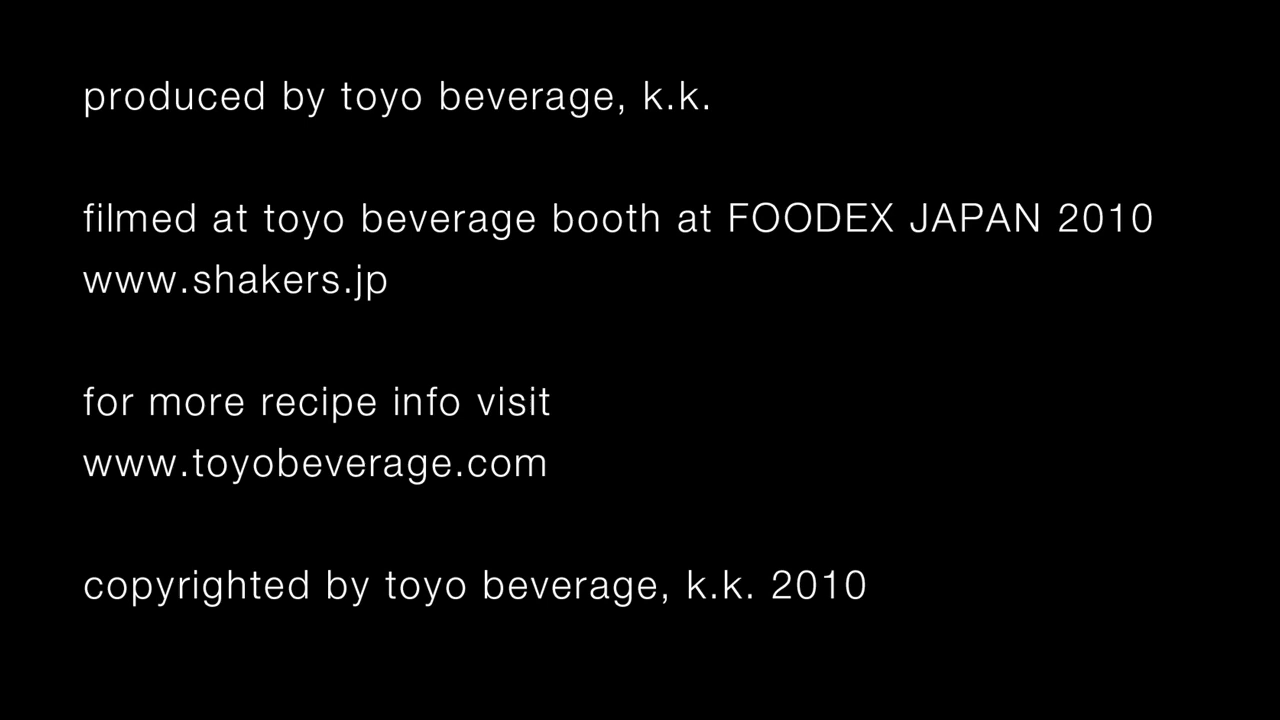 produced by toyo beverage, k.k.
filmed at toyo beverage booth at FOODEX JAPAN 2010
www.shakers.jp
for more recipe info visit
www.toyobeverage.com
copyrighted by toyo beverage, k.k. 2010